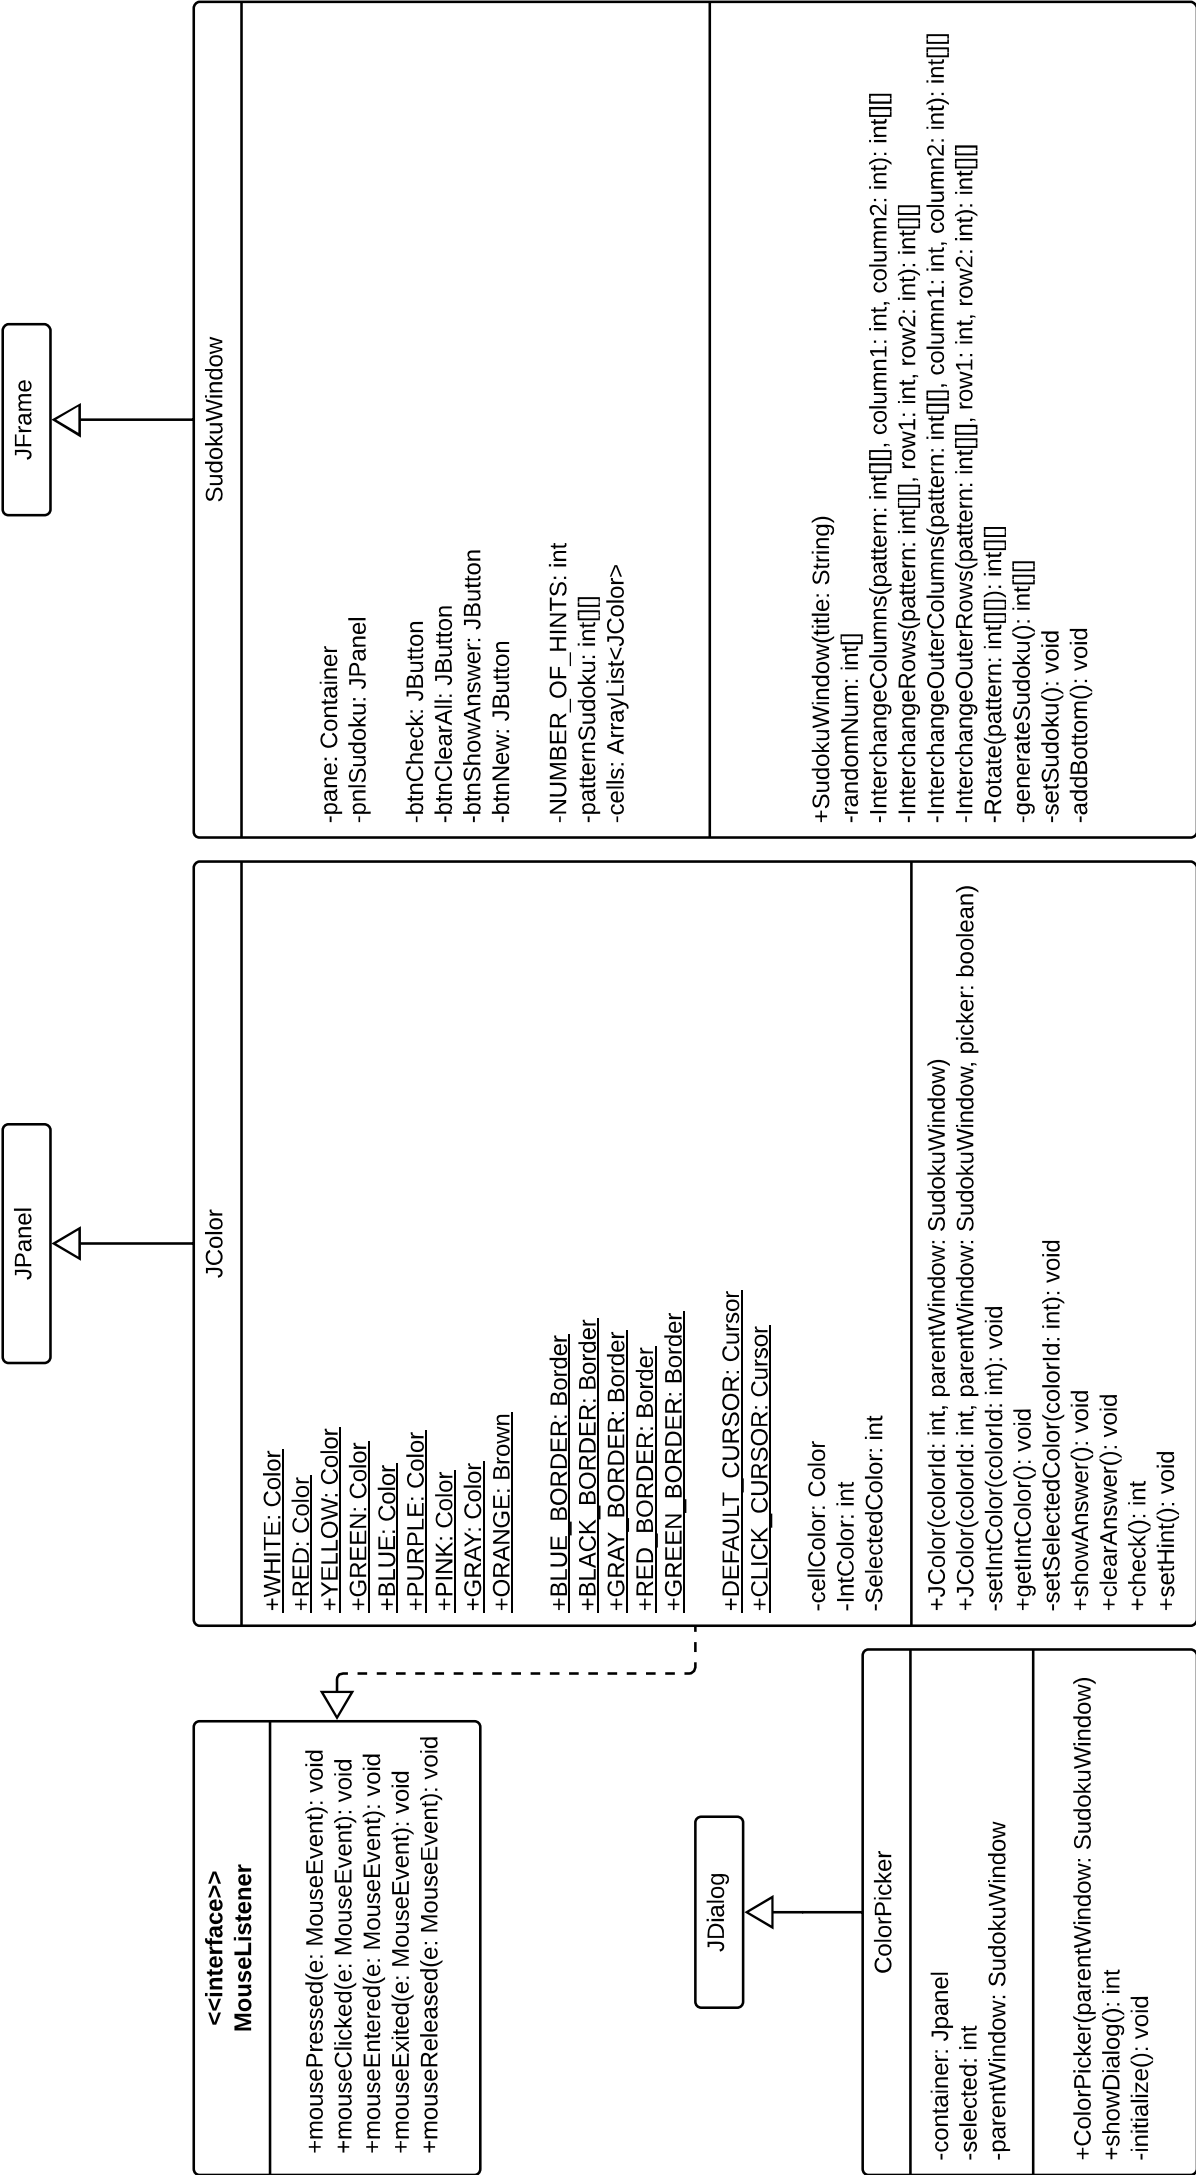 <<interface>>
MouseListener
+mousePressed(e: MouseEvent): void
+mouseClicked(e: MouseEvent): void
+mouseEntered(e: MouseEvent): void
+mouseExited(e: MouseEvent): void
+mouseReleased(e: MouseEvent): void
JDialog
ColorPicker
-container: Jpanel
-selected: int
-parentWindow: SudokuWindow
+ColorPicker(parentWindow: SudokuWindow)
+showDialog(): int
-initialize(): void
JPanel
JColor
+WHITE: Color
+RED: Color
+YELLOW: Color
+GREEN: Color
+BLUE: Color
+PURPLE: Color
+PINK: Color
+GRAY: Color
+ORANGE: Brown
+BLUE_BORDER: Border
+BLACK_BORDER: Border
+GRAY_BORDER: Border
+RED_BORDER: Border
+GREEN_BORDER: Border
+DEFAULT_CURSOR: Cursor
+CLICK_CURSOR: Cursor
-cellColor: Color
-IntColor: int
-SelectedColor: int
+JColor(colorId: int, parentWindow: SudokuWindow)
+JColor(colorId: int, parentWindow: SudokuWindow, picker: boolean)
-setIntColor(colorId: int): void
+getIntColor(): void
-setSelectedColor(colorId: int): void
+showAnswer(): void
+clearAnswer(): void
+check(): int
+setHint(): void
JFrame
SudokuWindow
-pane: Container
-pnlSudoku: JPanel
-btnCheck: JButton
-btnClearAll: JButton
-btnShowAnswer: JButton
-btnNew: JButton
-NUMBER_OF_HINTS: int
-patternSudoku: int[][]
-cells: ArrayList<JColor>
+SudokuWindow(title: String)
-randomNum: int[]
-InterchangeColumns(pattern: int[][], column1: int, column2: int): int[][]
-InterchangeRows(pattern: int[][], row1: int, row2: int): int[][]
-InterchangeOuterColumns(pattern: int[][], column1: int, column2: int): int[][]
-InterchangeOuterRows(pattern: int[][], row1: int, row2: int): int[][]
-Rotate(pattern: int[][]): int[][]
-generateSudoku(): int[][]
-setSudoku(): void
-addBottom(): void